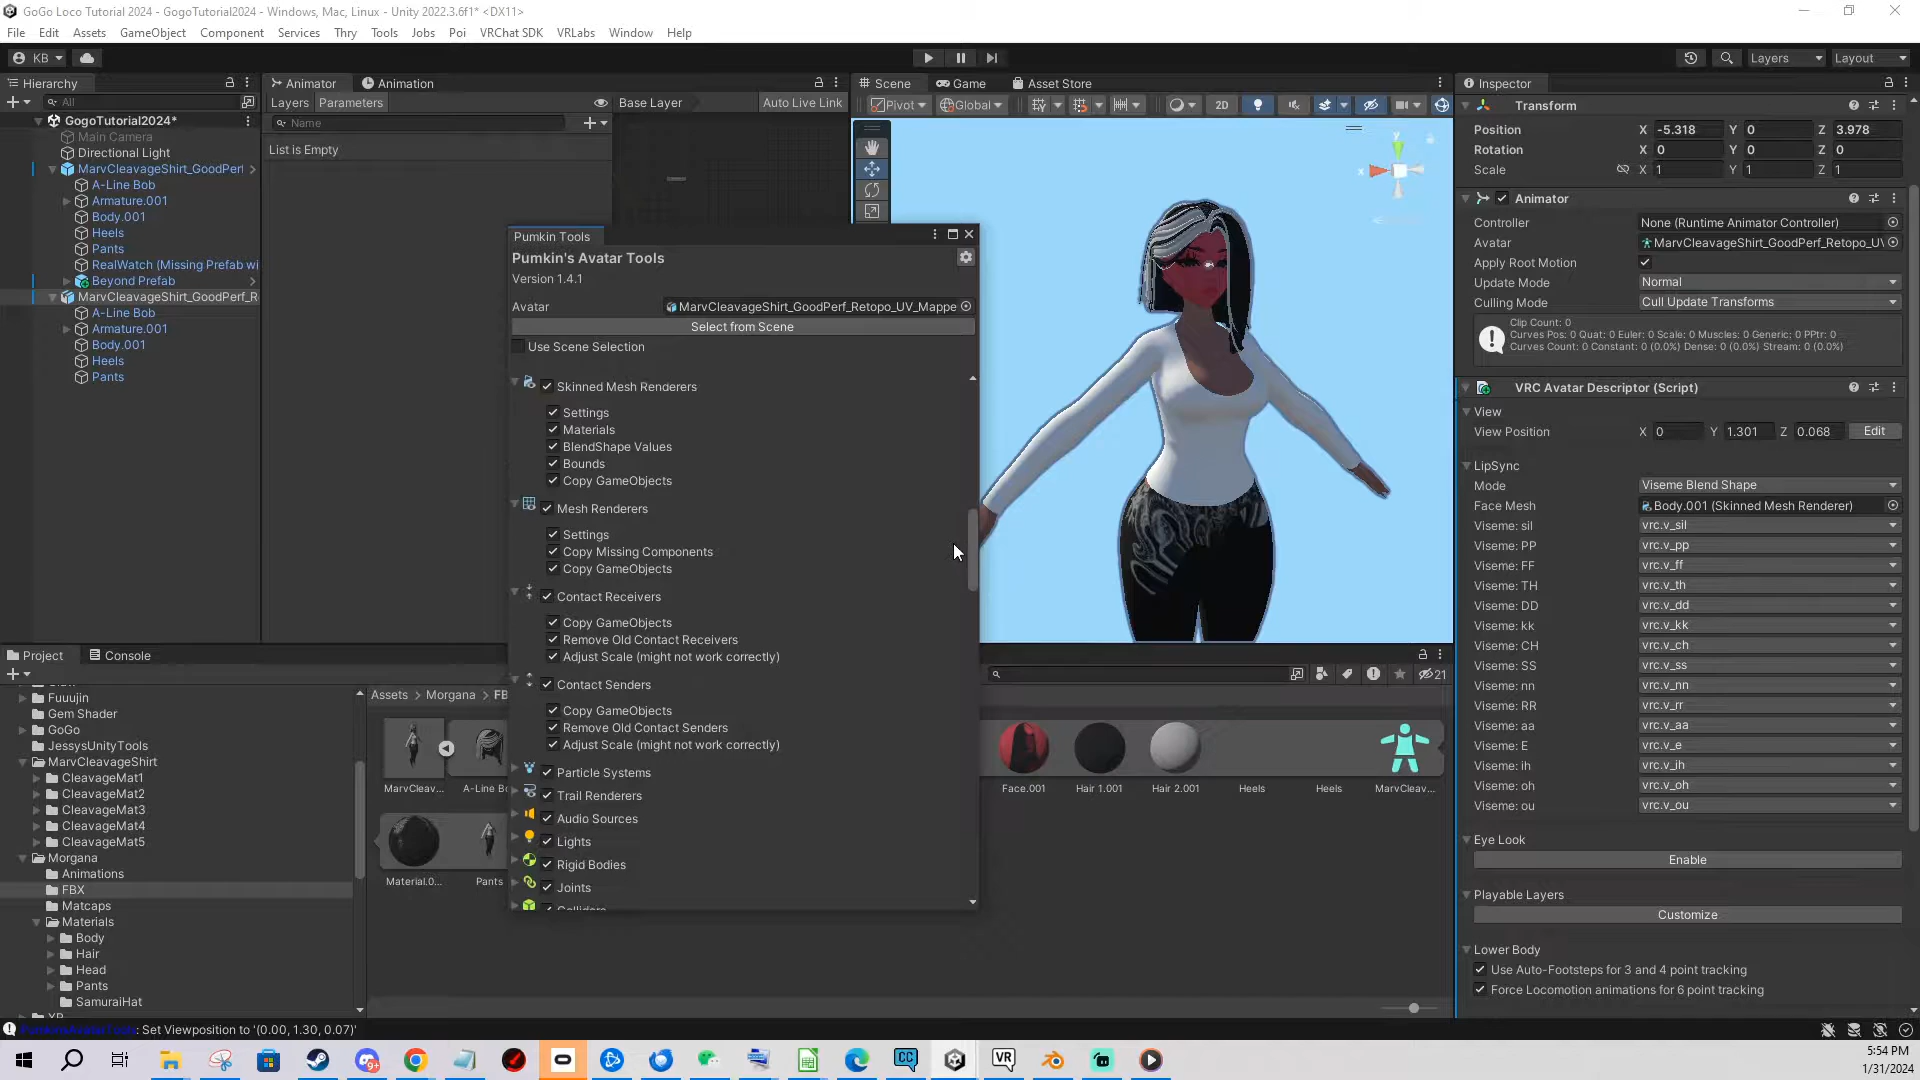 GoGo Loco Tutorial 2024 - GogoTutorial2024 - Windows, Mac, Linux - Unity 2022.3.6f1* <DX11>
File Edit Assets GameObject Component Services Thry Tools Jobs Poi VRChat SDK VRLabs Window Help
KB
Layers
Layout
Hierarchy
All
GogoTutorial2024*
Main Camera
Directional Light
MarvCleavageShirt_GoodPerf
A-Line Bob
Armature.001
Body.001
Heels
Pants
RealWatch (Missing Prefab wi
Beyond Prefab
MarvCleavageShirt_GoodPerf_R
A-Line Bob
Armature.001
Body.001
Heels
Pants
Animator
Animation
Layers Parameters
Base Layer
Auto Live Link
Name
List is Empty
Scene
Game
Asset Store
Pivot
Global
2D
Pumkin Tools
Pumkin's Avatar Tools
Version 1.4.1
Avatar
MarvCleavageShirt_GoodPerf_Retopo_UV_Mappe
Select from Scene
Use Scene Selection
Skinned Mesh Renderers
Settings
Materials
BlendShape Values
Bounds
Copy GameObjects
Mesh Renderers
Settings
Copy Missing Components
Copy GameObjects
Contact Receivers
Copy GameObjects
Remove Old Contact Receivers
Adjust Scale (might not work correctly)
Contact Senders
Copy GameObjects
Remove Old Contact Senders
Adjust Scale (might not work correctly)
Particle Systems
Trail Renderers
Audio Sources
Lights
Rigid Bodies
Joints
Colliders
Inspector
Transform
Position X -5.318 Y 0 Z 3.978
Rotation X 0 Y 0 Z 0
Scale X 1 Y 1 Z 1
Animator
Controller None (Runtime Animator Controller)
Avatar MarvCleavageShirt_GoodPerf_Retopo_UV
Apply Root Motion
Update Mode Normal
Culling Mode Cull Update Transforms
Clip Count: 0
Curves Pos: 0 Quat: 0 Euler: 0 Scale: 0 Muscles: 0 Generic: 0 PPtr: 0
Curves Count: 0 Constant: 0 (0.0%) Dense: 0 (0.0%) Stream: 0 (0.0%)
VRC Avatar Descriptor (Script)
View
View Position X 0 Y 1.301 Z 0.068 Edit
LipSync
Mode Viseme Blend Shape
Face Mesh Body.001 (Skinned Mesh Renderer)
Viseme: sil vrc.v_sil
Viseme: PP vrc.v_pp
Viseme: FF vrc.v_ff
Viseme: TH vrc.v_th
Viseme: DD vrc.v_dd
Viseme: kk vrc.v_kk
Viseme: CH vrc.v_ch
Viseme: SS vrc.v_ss
Viseme: nn vrc.v_nn
Viseme: RR vrc.v_rr
Viseme: aa vrc.v_aa
Viseme: E vrc.v_e
Viseme: ih vrc.v_ih
Viseme: oh vrc.v_oh
Viseme: ou vrc.v_ou
Eye Look
Enable
Playable Layers
Customize
Lower Body
Use Auto-Footsteps for 3 and 4 point tracking
Force Locomotion animations for 6 point tracking
Project
Console
21
Fuuujin
Gem Shader
GoGo
JessysUnityTools
MarvCleavageShirt
CleavageMat1
CleavageMat2
CleavageMat3
CleavageMat4
CleavageMat5
Morgana
Animations
FBX
Matcaps
Materials
Body
Hair
Head
Pants
SamuraiHat
Assets > Morgana > FB
MarvCleav...
A-Line Bo
Face.001
Hair 1.001
Hair 2.001
Heels
Heels
MarvCleav...
Material.0...
Pants
PumkinsAvatarTools: Set Viewposition to '(0.00, 1.30, 0.07)'
5:54 PM
1/31/2024